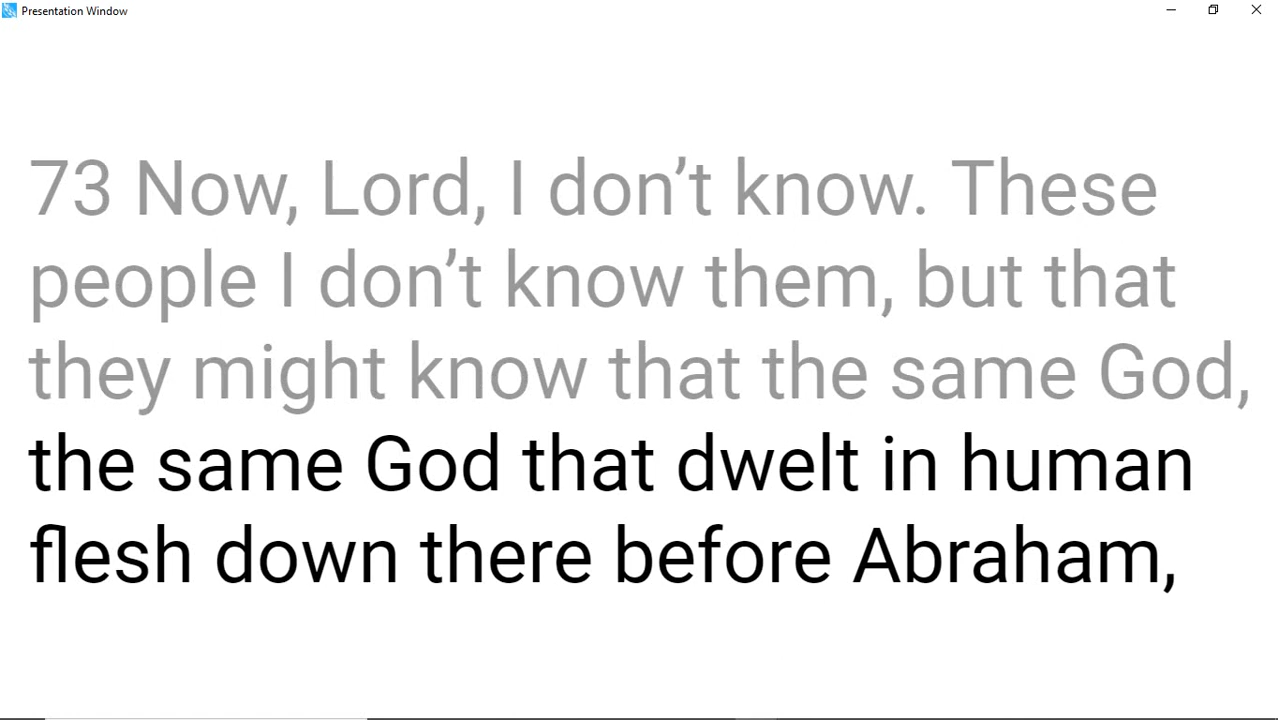 Presentation Window
73 Now, Lord, I don’t know. These
people I don’t know them, but that
they might know that the same God,
the same God that dwelt in human
flesh down there before Abraham,